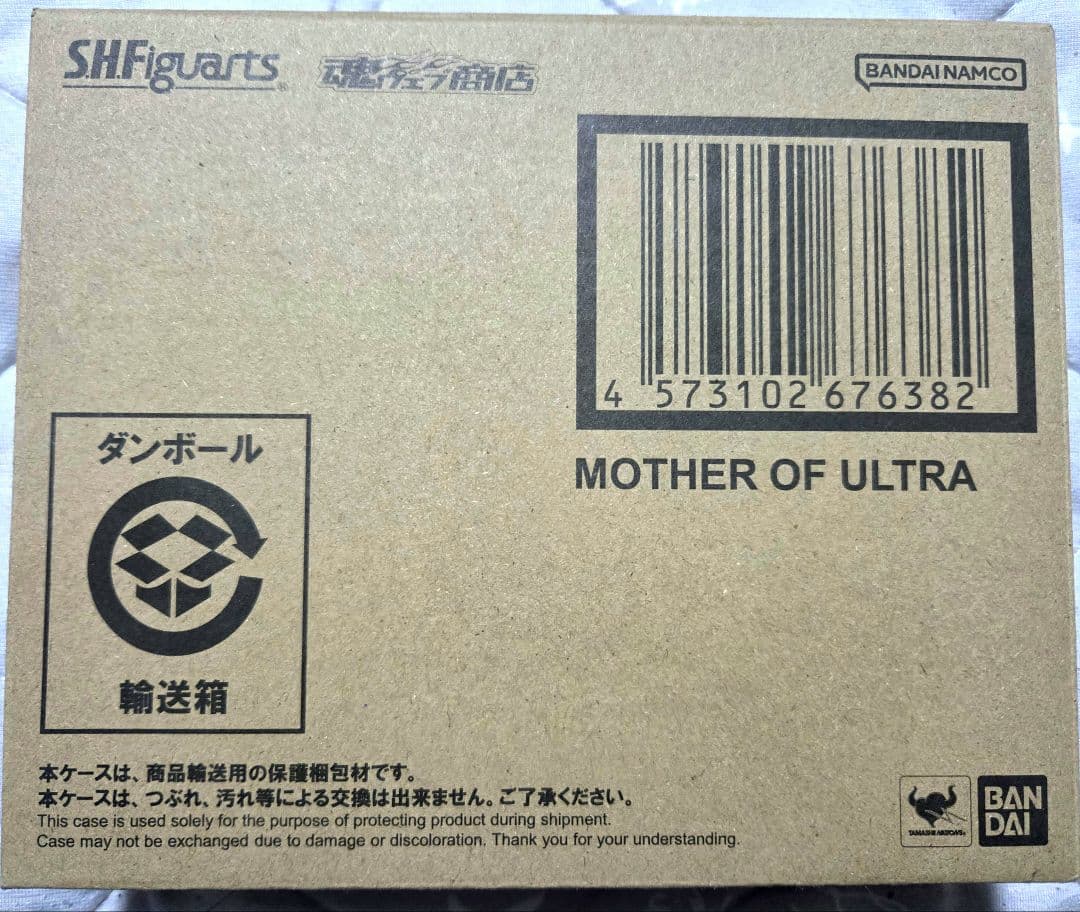 S.H.Figuarts
魂ウェブ商店
BANDAI NAMCO
4 573102 676382
MOTHER OF ULTRA
ダンボール
輸送箱
本ケースは、商品輸送用の保護梱包材です。
本ケースは、つぶれ、汚れ等による交換は出来ません。ご了承ください。
This case is used solely for the purpose of protecting product during shipment.
Case may not be exchanged due to damage or discoloration. Thank you for your understanding.
TAMASHII NATIONS
BAN
DAI